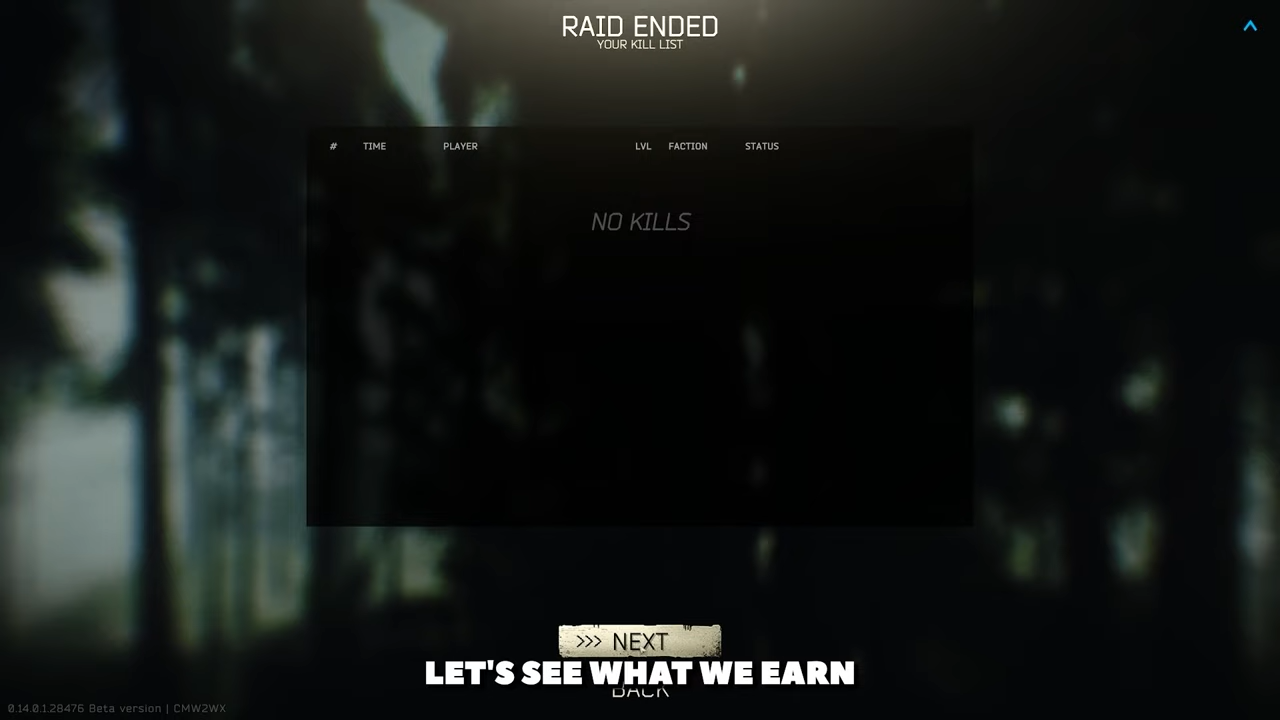 RAID ENDED
YOUR KILL LIST
# TIME PLAYER LVL FACTION STATUS
NO KILLS
>>> NEXT
LET'S SEE WHAT WE EARN
BACK
0.14.0.1.28476 Beta version | CMW2WX